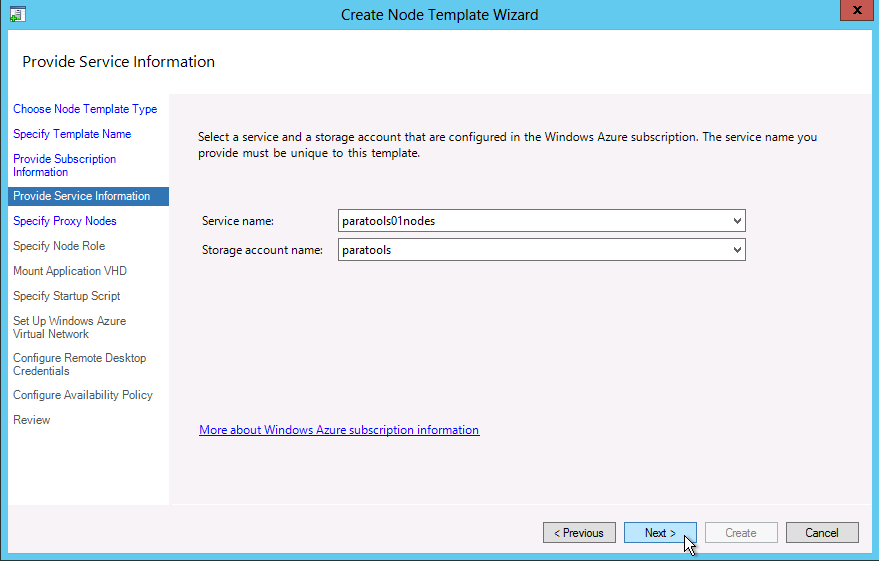 Create Node Template Wizard
x
Provide Service Information
Choose Node Template Type
Specify Template Name
Provide Subscription
Information
Provide Service Information
Specify Proxy Nodes
Specify Node Role
Mount Application VHD
Specify Startup Script
Set Up Windows Azure
Virtual Network
Configure Remote Desktop
Credentials
Configure Availability Policy
Review
Select a service and a storage account that are configured in the Windows Azure subscription. The service name you
provide must be unique to this template.
Service name: paratools01nodes
Storage account name: paratools
More about Windows Azure subscription information
< Previous Next > Create Cancel